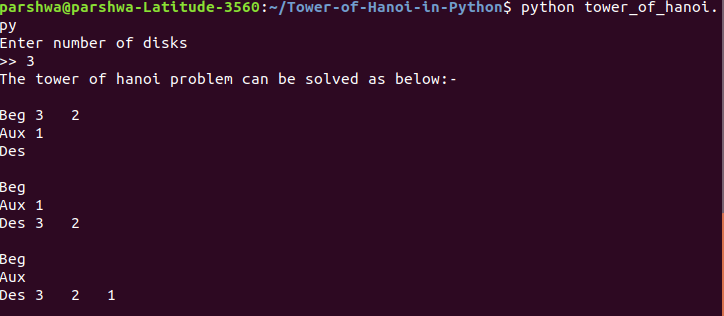 parshwa@parshwa-Latitude-3560:~/Tower-of-Hanoi-in-Python$ python tower_of_hanoi.
py
Enter number of disks
>> 3
The tower of hanoi problem can be solved as below:-

Beg 3   2
Aux 1
Des

Beg
Aux 1
Des 3   2

Beg
Aux
Des 3   2   1